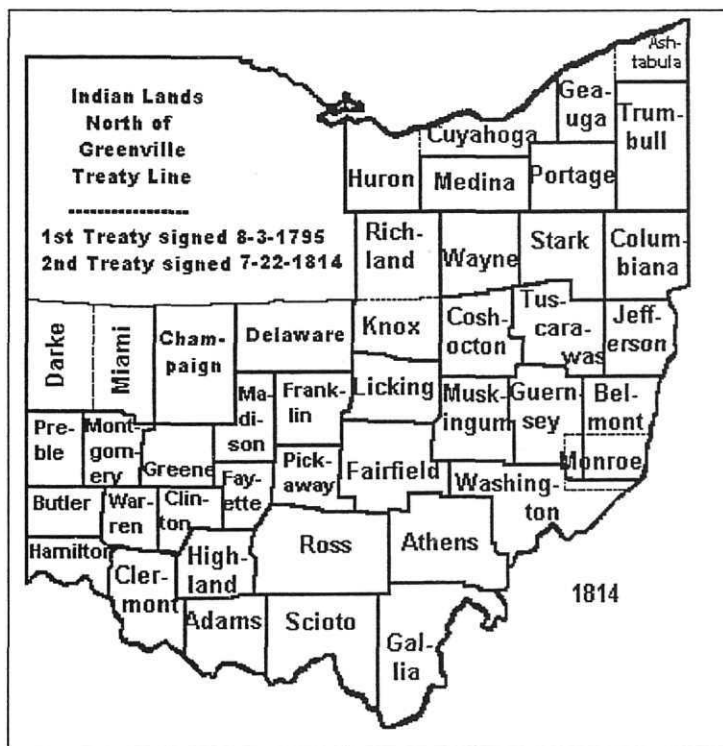 Ash-
tabula
Indian Lands
North of
Greenville
Treaty Line
1st Treaty signed 8-3-1795
2nd Treaty signed 7-22-1814
Gea-
uga
Trum-
bull
Cuyahoga
Huron
Medina
Portage
Rich-
land
Wayne
Stark
Colum-
biana
Darke
Miami
Cham-
paign
Delaware
Knox
Cosh-
octon
Tus-
cara-
was
Jeff-
erson
Ma-
di-
son
Frank-
lin
Licking
Musk-
ingum
Guern-
sey
Bel-
mont
Pre-
ble
Mont-
gom-
ery
Greene
Fay-
ette
Pick-
away
Fairfield
Washing-
ton
Monroe
Butler
War-
ren
Clin-
ton
Hamilton
Cler-
mont
High-
land
Ross
Athens
Adams
Scioto
Gal-
lia
1814